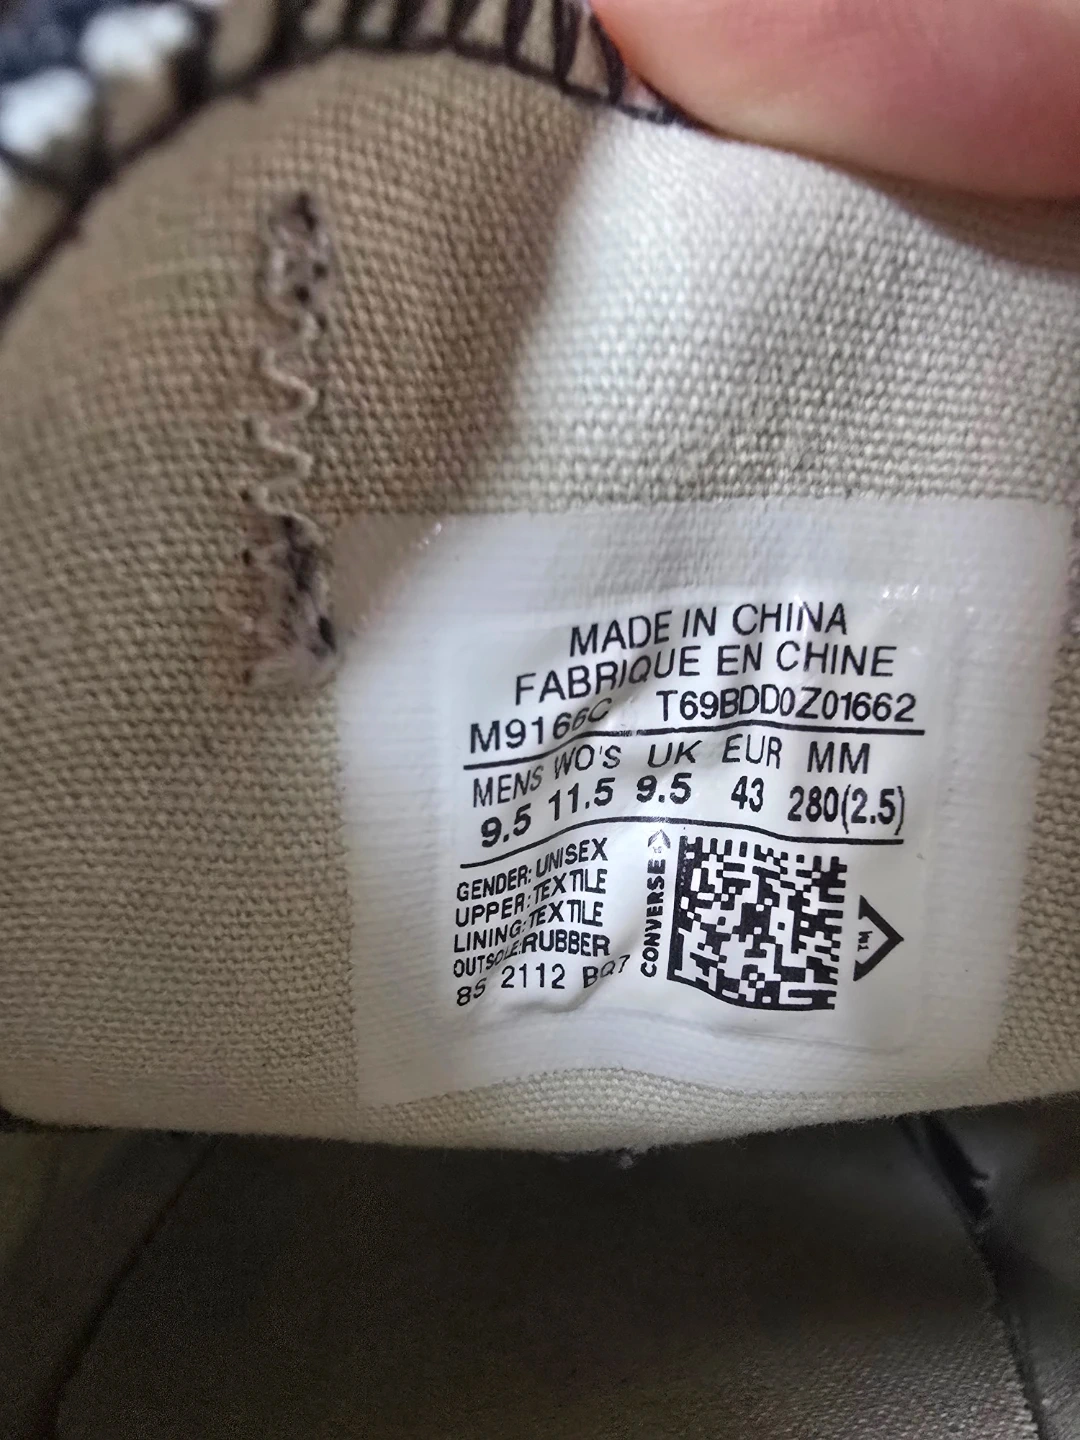 MADE IN CHINA
FABRIQUE EN CHINE
M9166C T69BDD0Z01662
MENS WO'S UK EUR MM
9.5 11.5 9.5 43 280(2.5)
GENDER: UNISEX
UPPER: TEXTILE
LINING: TEXTILE
OUTSOLE: RUBBER
8S 2112 BQ7
CONVERSE